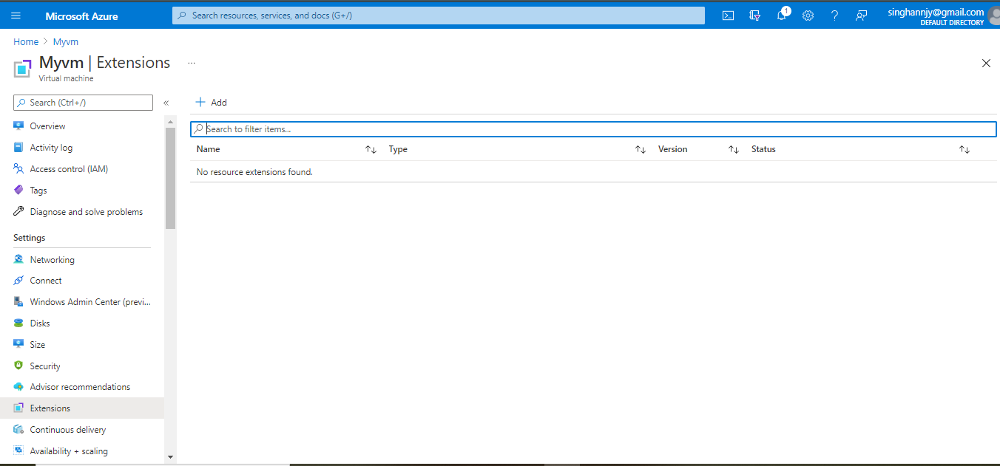 Microsoft Azure
Search resources, services, and docs (G+/)
1
singhannjy@gmail.com
DEFAULT DIRECTORY
Home > Myvm
Myvm | Extensions ...
Virtual machine
Search (Ctrl+/)
«
Overview
Activity log
Access control (IAM)
Tags
Diagnose and solve problems
Settings
Networking
Connect
Windows Admin Center (previ...
Disks
Size
Security
Advisor recommendations
Extensions
Continuous delivery
Availability + scaling
+ Add
Search to filter items...
Name Type Version Status
No resource extensions found.